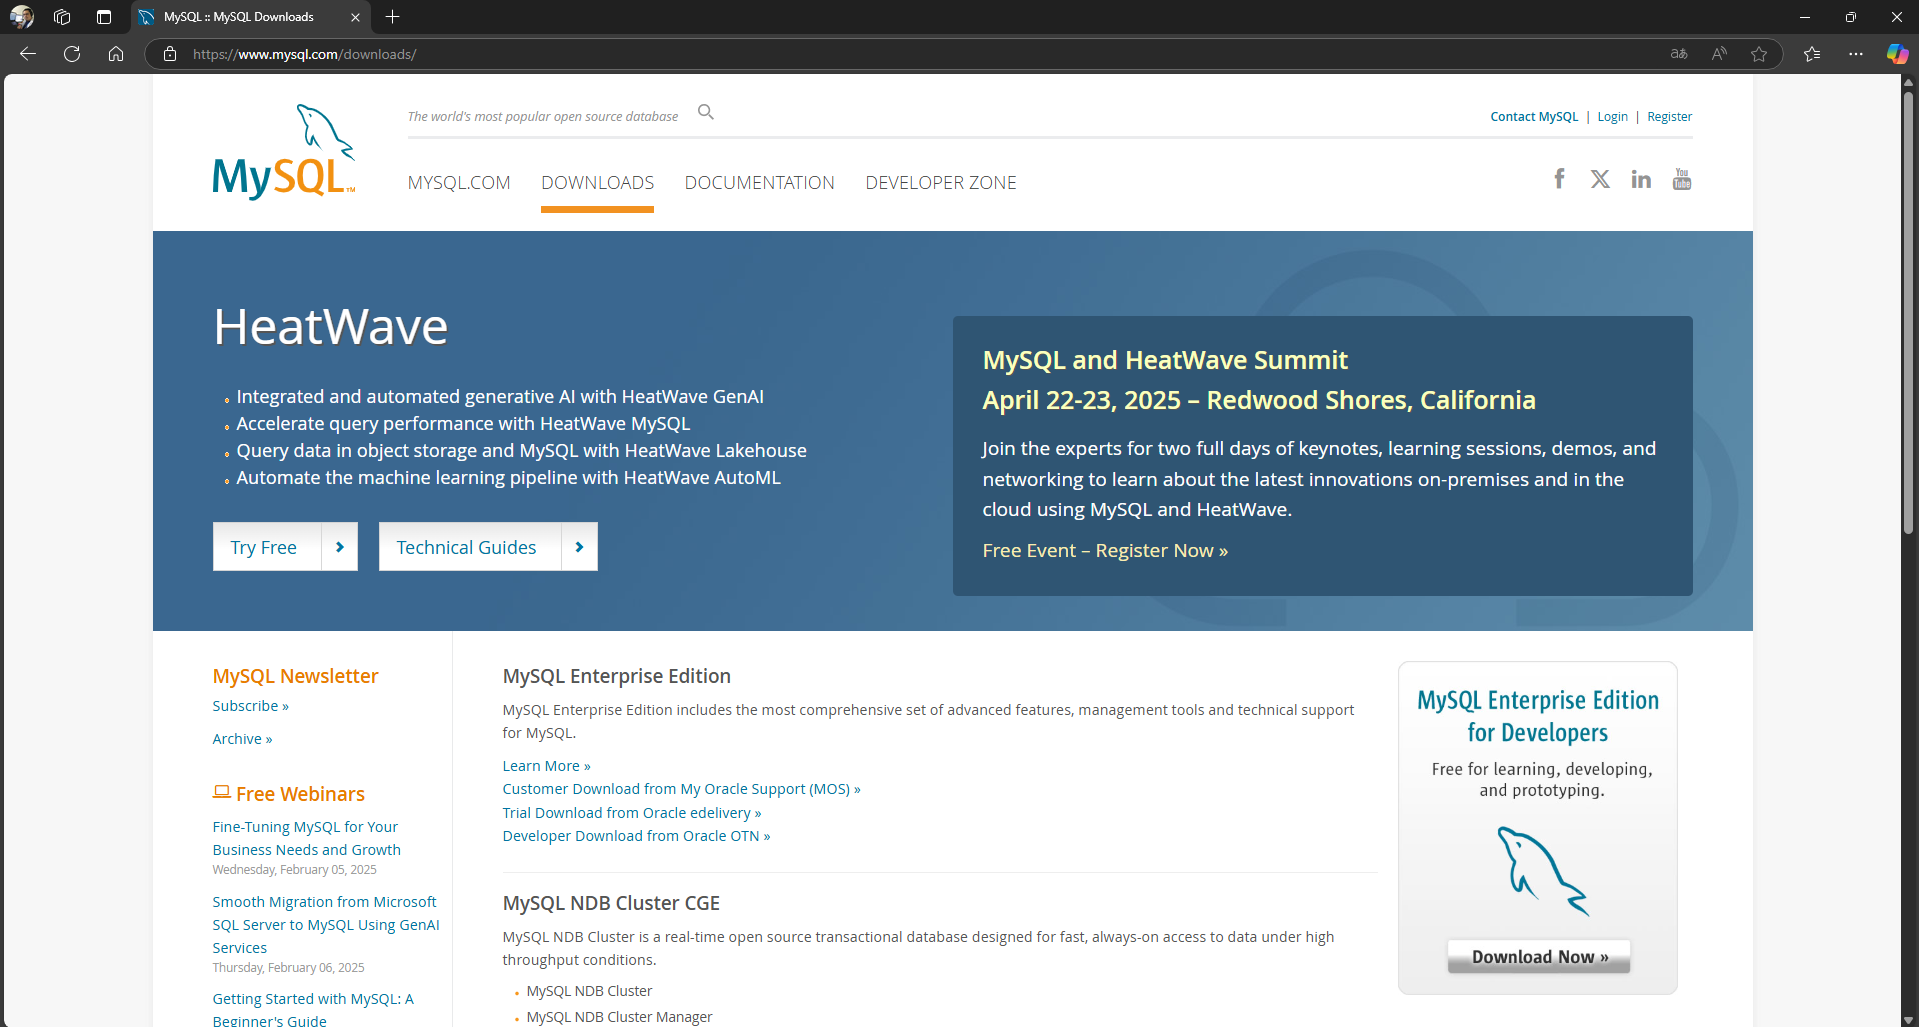 MySQL :: MySQL Downloads
https://www.mysql.com/downloads/
The world's most popular open source database
Contact MySQL | Login | Register
MySQL™
MYSQL.COM
DOWNLOADS
DOCUMENTATION
DEVELOPER ZONE
You
Tube
HeatWave
Integrated and automated generative AI with HeatWave GenAI
Accelerate query performance with HeatWave MySQL
Query data in object storage and MySQL with HeatWave Lakehouse
Automate the machine learning pipeline with HeatWave AutoML
Try Free
Technical Guides
MySQL and HeatWave Summit
April 22-23, 2025 – Redwood Shores, California
Join the experts for two full days of keynotes, learning sessions, demos, and
networking to learn about the latest innovations on-premises and in the
cloud using MySQL and HeatWave.
Free Event – Register Now »
MySQL Newsletter
Subscribe »
Archive »
Free Webinars
Fine-Tuning MySQL for Your
Business Needs and Growth
Wednesday, February 05, 2025
Smooth Migration from Microsoft
SQL Server to MySQL Using GenAI
Services
Thursday, February 06, 2025
Getting Started with MySQL: A
Beginner's Guide
MySQL Enterprise Edition
MySQL Enterprise Edition includes the most comprehensive set of advanced features, management tools and technical support
for MySQL.
Learn More »
Customer Download from My Oracle Support (MOS) »
Trial Download from Oracle edelivery »
Developer Download from Oracle OTN »
MySQL NDB Cluster CGE
MySQL NDB Cluster is a real-time open source transactional database designed for fast, always-on access to data under high
throughput conditions.
MySQL NDB Cluster
MySQL NDB Cluster Manager
MySQL Enterprise Edition
for Developers
Free for learning, developing,
and prototyping.
Download Now »